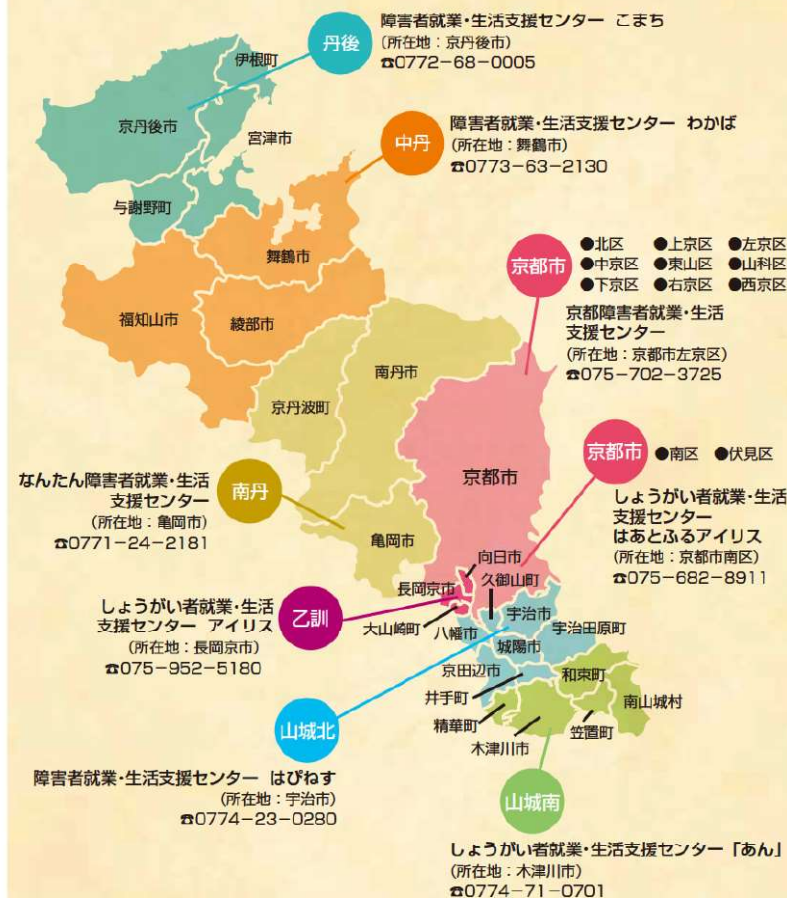 丹後
障害者就業・生活支援センター こまち
(所在地：京丹後市)
☎0772-68-0005
伊根町
京丹後市
宮津市
与謝野町
中丹
障害者就業・生活支援センター わかば
(所在地：舞鶴市)
☎0773-63-2130
舞鶴市
福知山市
綾部市
京都市
●北区 ●上京区 ●左京区
●中京区 ●東山区 ●山科区
●下京区 ●右京区 ●西京区
京都障害者就業・生活
支援センター
(所在地：京都市左京区)
☎075-702-3725
南丹市
京丹波町
京都市
京都市
●南区 ●伏見区
しょうがい者就業・生活
支援センター
はあとふるアイリス
(所在地：京都市南区)
☎075-682-8911
なんたん障害者就業・生活
支援センター
(所在地：亀岡市)
☎0771-24-2181
南丹
亀岡市
向日市
長岡京市
久御山町
大山崎町
八幡市
宇治市
宇治田原町
城陽市
京田辺市
井手町
和束町
南山城村
精華町
笠置町
木津川市
しょうがい者就業・生活
支援センター アイリス
(所在地：長岡京市)
☎075-952-5180
乙訓
山城北
障害者就業・生活支援センター はぴねす
(所在地：宇治市)
☎0774-23-0280
山城南
しょうがい者就業・生活支援センター「あん」
(所在地：木津川市)
☎0774-71-0701